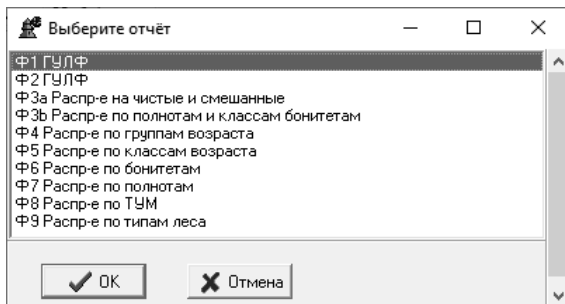 Выберите отчёт
Ф1 ГУЛФ
Ф2 ГУЛФ
Ф3а Распр-е на чистые и смешанные
Ф3b Распр-е по полнотам и классам бонитетам
Ф4 Распр-е по группам возраста
Ф5 Распр-е по классам возраста
Ф6 Распр-е по бонитетам
Ф7 Распр-е по полнотам
Ф8 Распр-е по ТУМ
Ф9 Распр-е по типам леса
OK Отмена